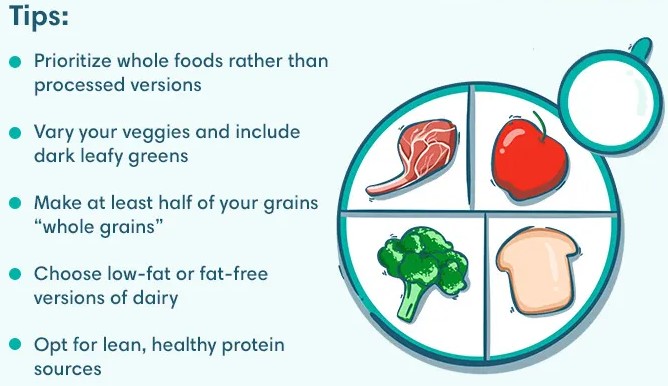 Tips:
Prioritize whole foods rather than
processed versions
Vary your veggies and include
dark leafy greens
Make at least half of your grains
“whole grains”
Choose low-fat or fat-free
versions of dairy
Opt for lean, healthy protein
sources